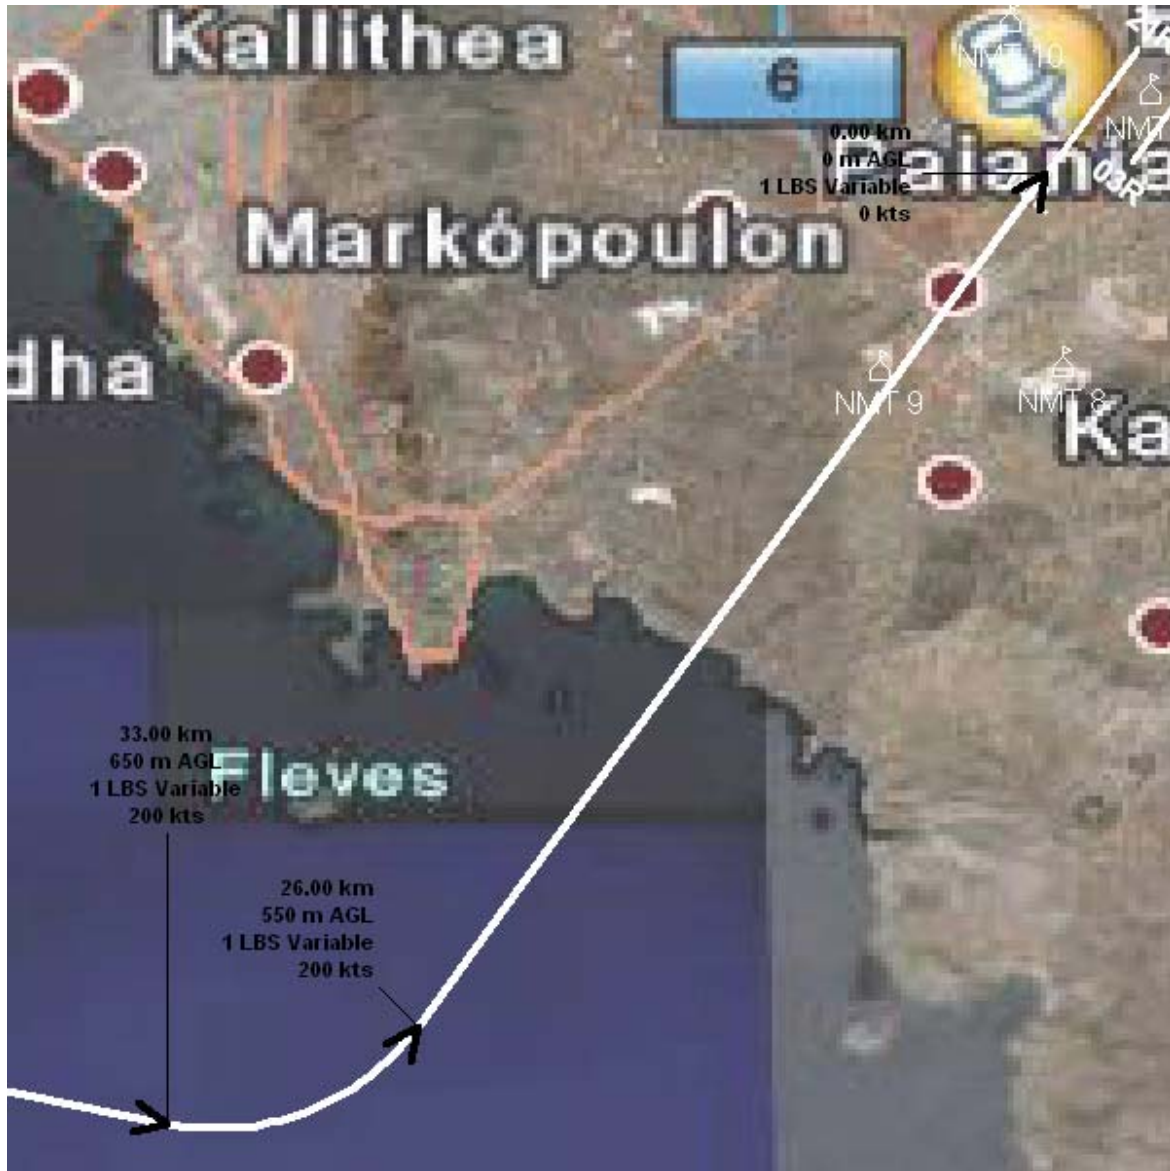 Kallithea
6
NMT 10
NMT
0.00 km
0 m AGL
1 LBS Variable
0 kts
03R
Markópoulon
dha
NMT 9
NMT 8
Ka
33.00 km
650 m AGL
1 LBS Variable
200 kts
Fleves
26.00 km
550 m AGL
1 LBS Variable
200 kts